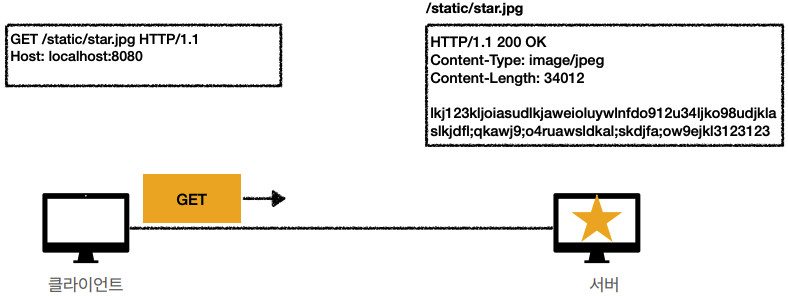 /static/star.jpg
GET /static/star.jpg HTTP/1.1
Host: localhost:8080
HTTP/1.1 200 OK
Content-Type: image/jpeg
Content-Length: 34012
lkj123kljoiasudlkjaweioluywlnfdo912u34ljko98udjkla
slkjdfl;qkawj9;o4ruawsldkal;skdjfa;ow9ejkl3123123
GET
클라이언트
서버